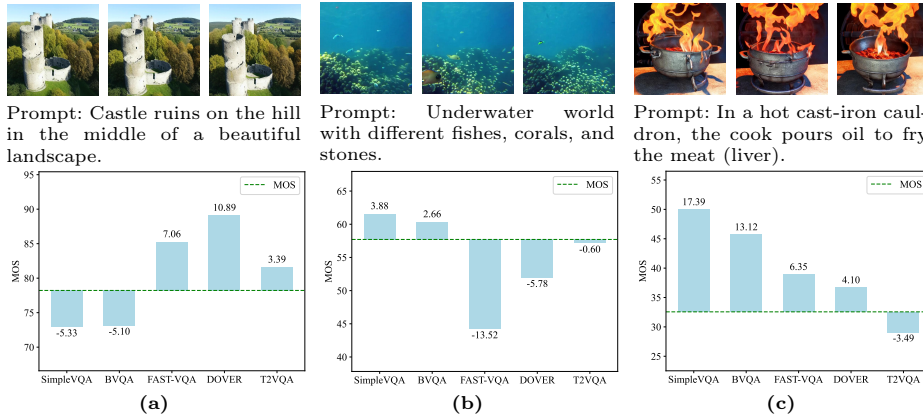 Prompt: Castle ruins on the hill
in the middle of a beautiful
landscape.
Prompt: Underwater world
with different fishes, corals, and
stones.
Prompt: In a hot cast-iron caul-
dron, the cook pours oil to fry
the meat (liver).
95
90
85
80
75
70
MOS
MOS
-5.33
-5.10
7.06
10.89
3.39
SimpleVQA BVQA FAST-VQA DOVER T2VQA
(a)
65
60
55
50
45
40
MOS
MOS
3.88
2.66
-13.52
-5.78
-0.60
SimpleVQA BVQA FAST-VQA DOVER T2VQA
(b)
55
50
45
40
35
30
25
MOS
MOS
17.39
13.12
6.35
4.10
-3.49
SimpleVQA BVQA FAST-VQA DOVER T2VQA
(c)